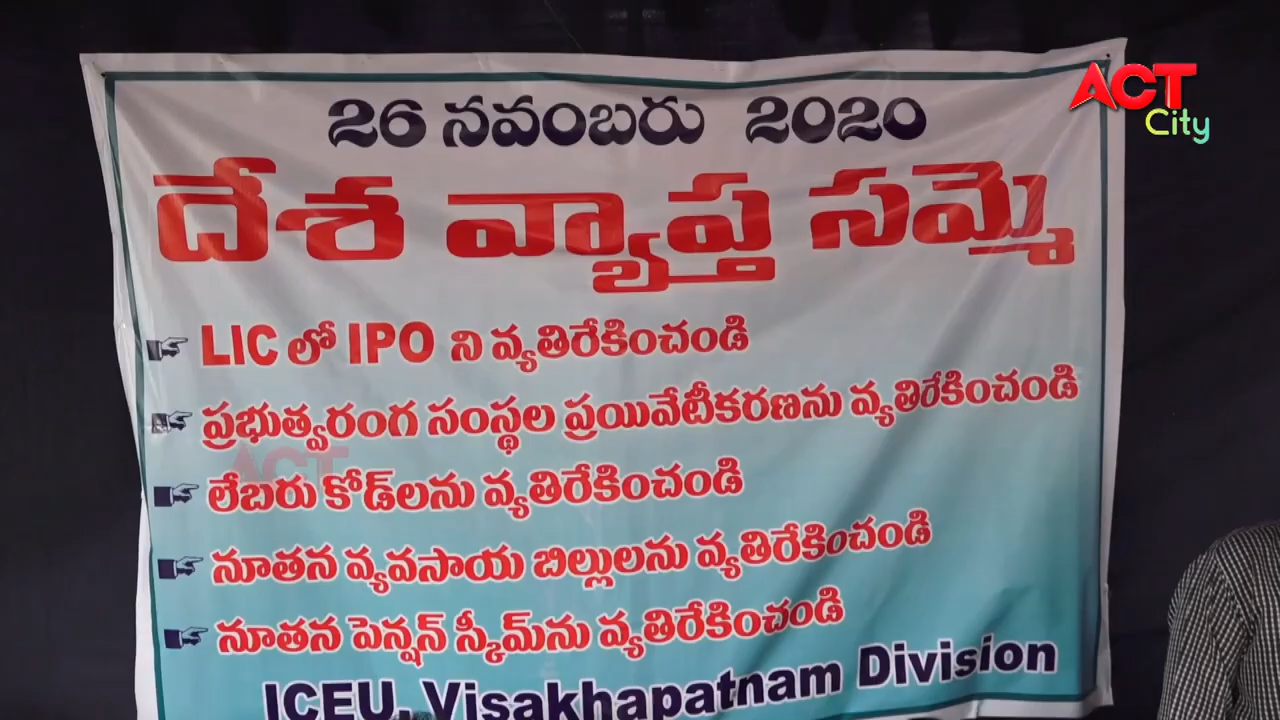 ACT
City
26 నవంబరు 2020
దేశ వ్యాప్త సమ్మె
LIC లో IPO ని వ్యతిరేకించండి
ప్రభుత్వరంగ సంస్థల ప్రయివేటీకరణను వ్యతిరేకించండి
లేబరు కోడ్‌లను వ్యతిరేకించండి
నూతన వ్యవసాయ బిల్లులను వ్యతిరేకించండి
నూతన పెన్షన్ స్కీమ్‌ను వ్యతిరేకించండి
ICEU, Visakhapatnam Division
ACT